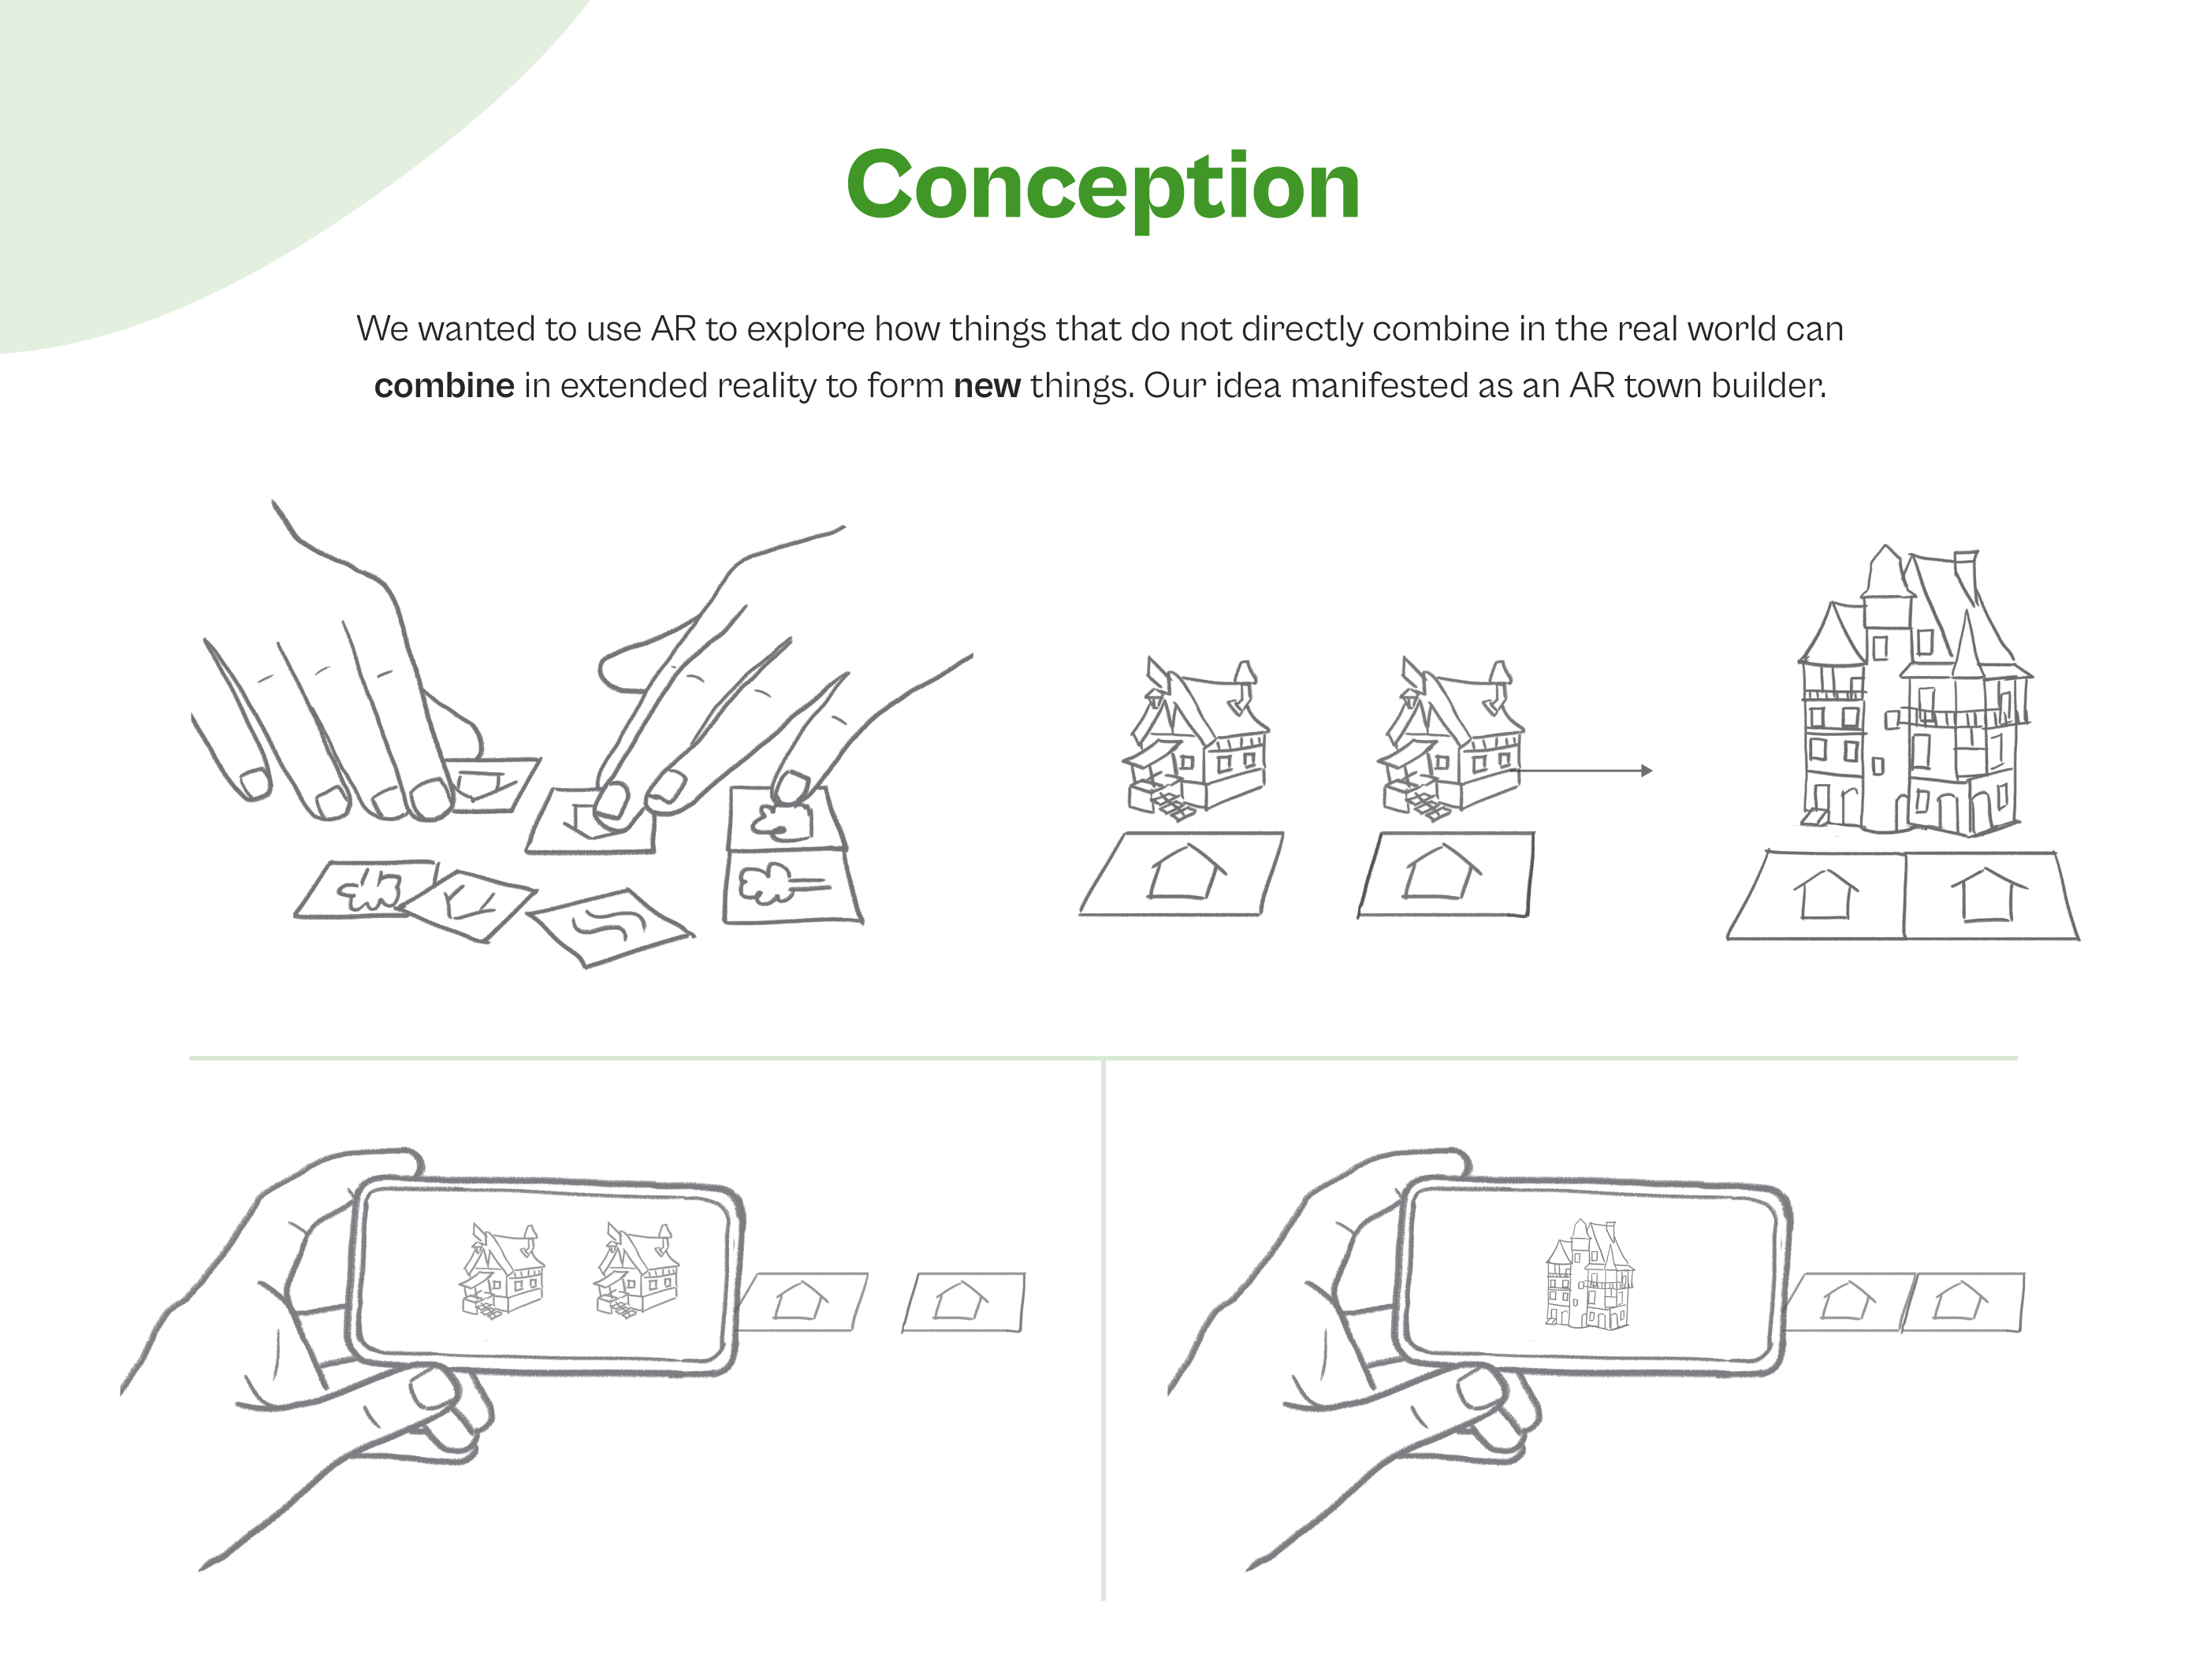 Conception
We wanted to use AR to explore how things that do not directly combine in the real world can
combine in extended reality to form new things. Our idea manifested as an AR town builder.